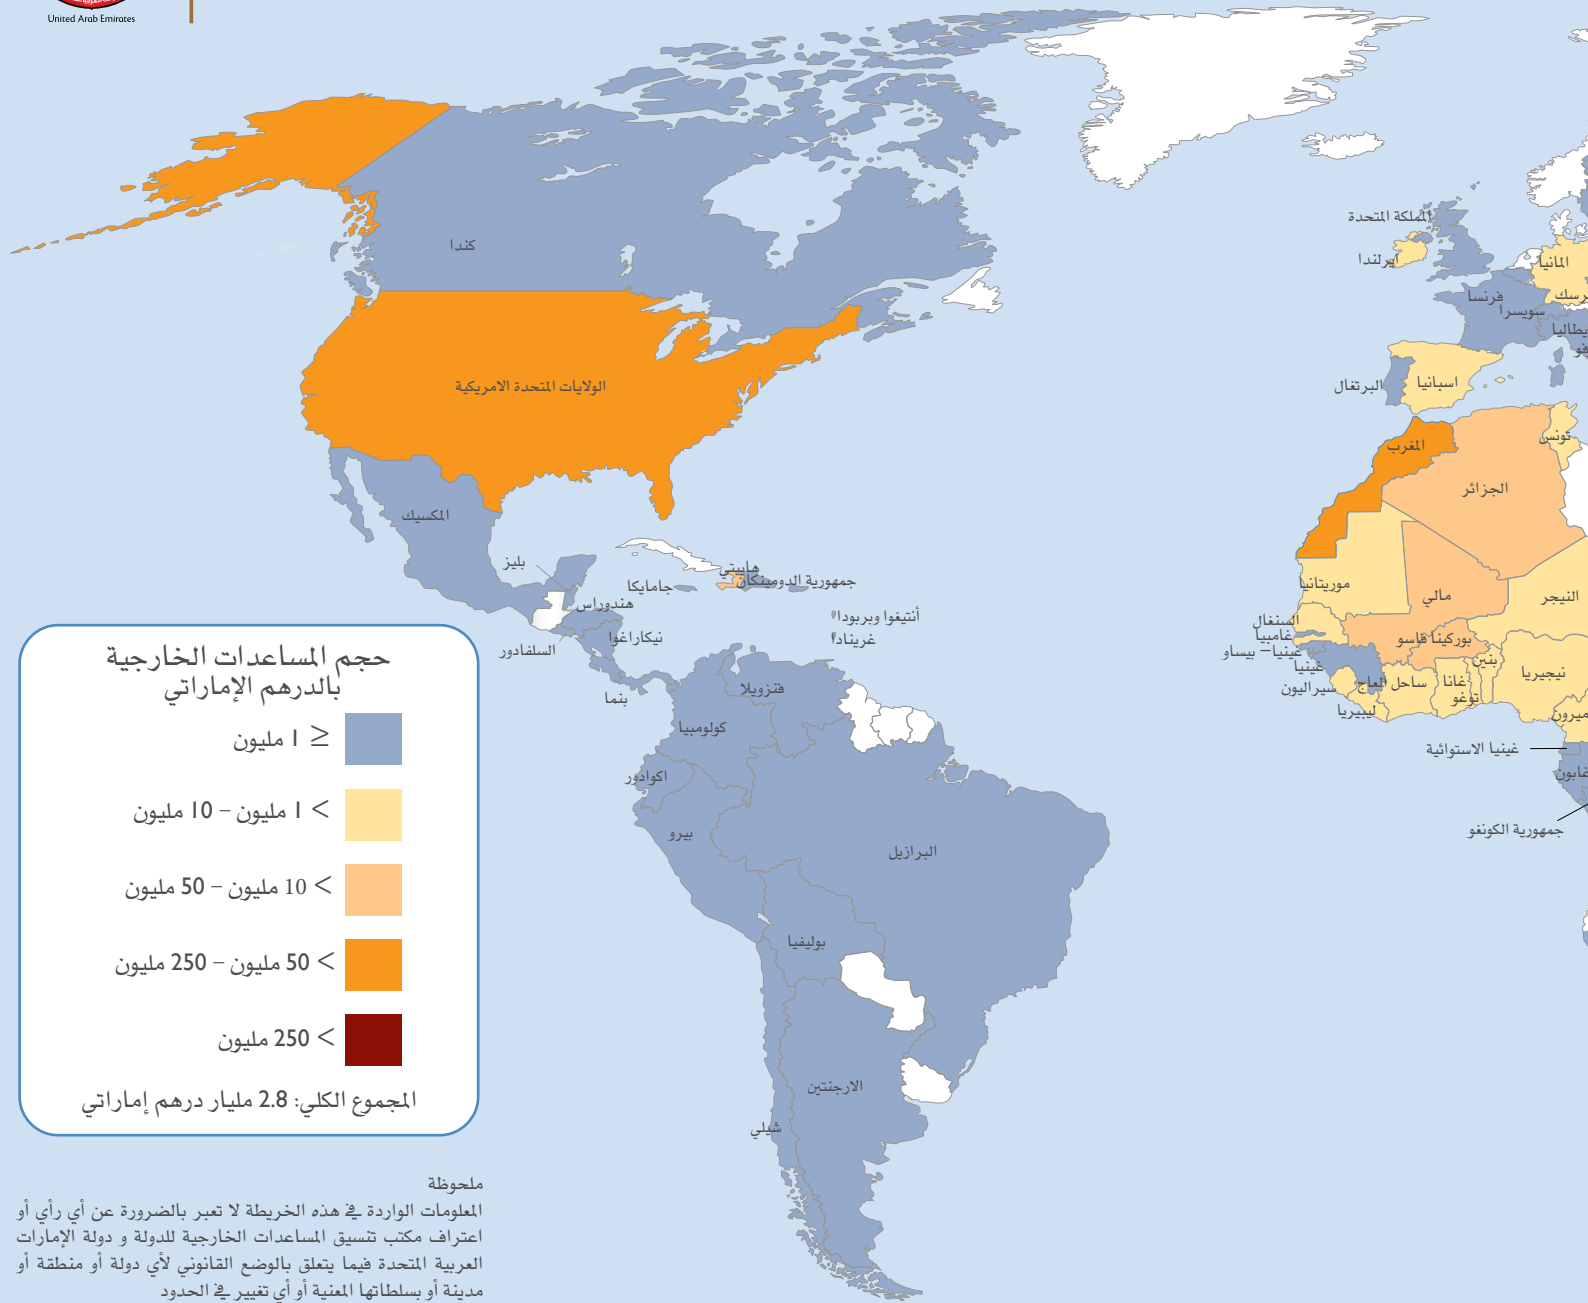 United Arab Emirates
كندا
الولايات المتحدة الامريكية
المكسيك
بليز
هاييتي
جمهورية الدومينكان
جامايكا
هندوراس
أنتيغوا وبربودا
نيكاراغوا
غرينادا
السلفادور
بنما
فنزويلا
كولومبيا
اكوادور
بيرو
البرازيل
بوليفيا
الارجنتين
شيلي
المملكة المتحدة
ايرلندا
المانيا
فرنسا
سويسرا
البرتغال
اسبانيا
المغرب
تونس
الجزائر
موريتانيا
مالي
النيجر
السنغال
غامبيا
غينيا – بيساو
غينيا
بوركينا فاسو
بنين
نيجيريا
سيراليون
ساحل العاج
غانا
توغو
ليبيريا
غينيا الاستوائية
جمهورية الكونغو
حجم المساعدات الخارجية
بالدرهم الإماراتي
≤ 1 مليون
> 1 مليون – 10 مليون
> 10 مليون – 50 مليون
> 50 مليون – 250 مليون
> 250 مليون
المجموع الكلي: 2.8 مليار درهم إماراتي
ملحوظة
المعلومات الواردة في هذه الخريطة لا تعبر بالضرورة عن أي رأي أو
اعتراف مكتب تنسيق المساعدات الخارجية للدولة و دولة الإمارات
العربية المتحدة فيما يتعلق بالوضع القانوني لأي دولة أو منطقة أو
مدينة أو بسلطاتها المعنية أو أي تغيير في الحدود